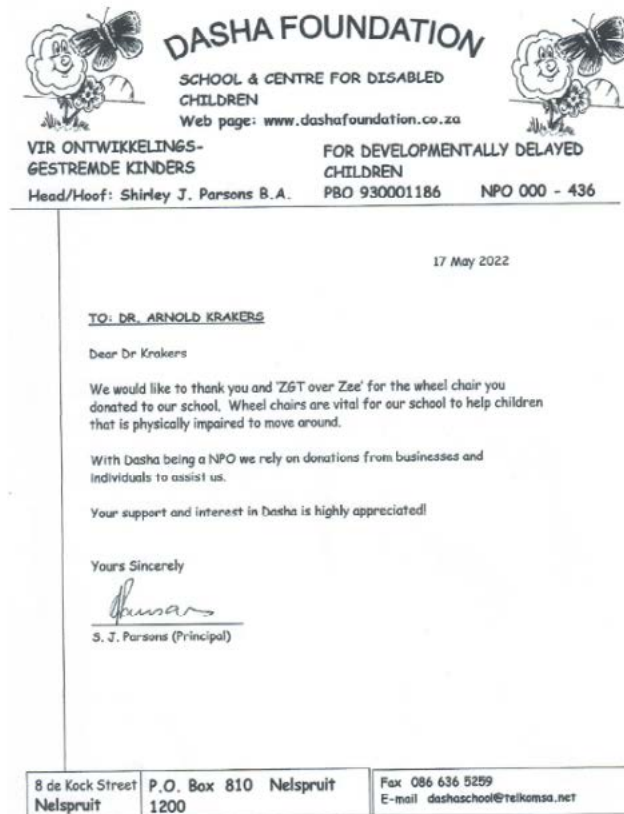 DASHA FOUNDATION
SCHOOL & CENTRE FOR DISABLED
CHILDREN
Web page: www.dashafoundation.co.za
VIR ONTWIKKELINGS-
GESTREMDE KINDERS
FOR DEVELOPMENTALLY DELAYED
CHILDREN
Head/Hoof: Shirley J. Parsons B.A.
PBO 930001186
NPO 000 - 436
17 May 2022
TO: DR. ARNOLD KRAKERS
Dear Dr Krakers
We would like to thank you and 'ZGT over Zee' for the wheel chair you
donated to our school. Wheel chairs are vital for our school to help children
that is physically impaired to move around.
With Dasha being a NPO we rely on donations from businesses and
individuals to assist us.
Your support and interest in Dasha is highly appreciated!
Yours Sincerely
S. J. Parsons (Principal)
8 de Kock Street
Nelspruit
P.O. Box 810 Nelspruit
1200
Fax 086 636 5259
E-mail dashaschool@telkomsa.net